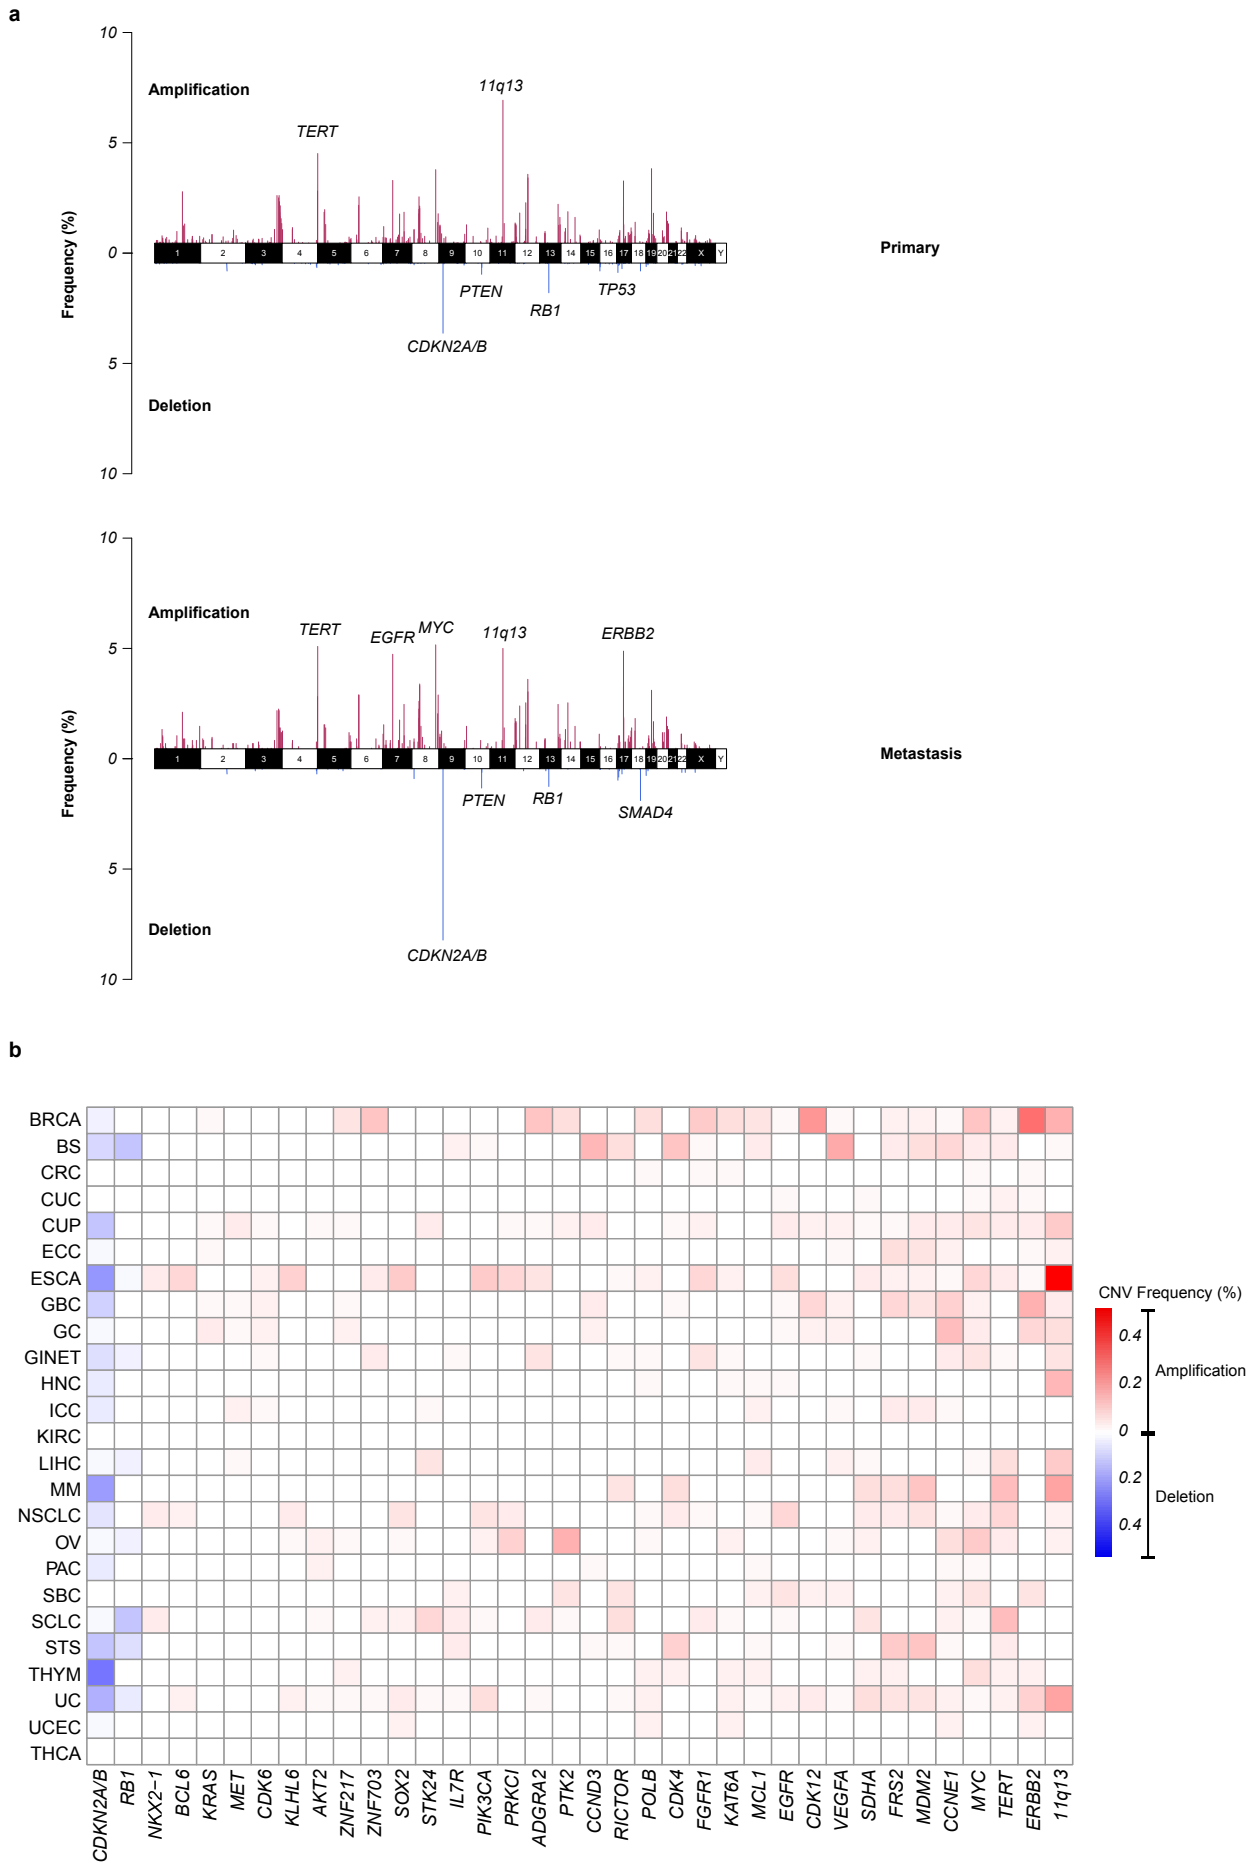 a
10
Amplification
11q13
TERT
5
Frequency (%)
0
1 2 3 4 5 6 7 8 9 10 11 12 13 14 15 16 17 18 19 20 21 22 X Y
Primary
PTEN
TP53
RB1
CDKN2A/B
5
Deletion
10
10
Amplification
TERT
EGFR
MYC
11q13
ERBB2
5
Frequency (%)
0
1 2 3 4 5 6 7 8 9 10 11 12 13 14 15 16 17 18 19 20 21 22 X Y
Metastasis
PTEN
RB1
SMAD4
5
Deletion
CDKN2A/B
10
b
BRCA
BS
CRC
CUC
CUP
ECC
ESCA
GBC
GC
GINET
HNC
ICC
KIRC
LIHC
MM
NSCLC
OV
PAC
SBC
SCLC
STS
THYM
UC
UCEC
THCA
CDKN2A/B
RB1
NKX2−1
BCL6
KRAS
MET
CDK6
KLHL6
AKT2
ZNF217
ZNF703
SOX2
STK24
IL7R
PIK3CA
PRKCI
ADGRA2
PTK2
CCND3
RICTOR
POLB
CDK4
FGFR1
KAT6A
MCL1
EGFR
CDK12
VEGFA
SDHA
FRS2
MDM2
CCNE1
MYC
TERT
ERBB2
11q13
CNV Frequency (%)
0.4
0.2
Amplification
0
0.2
Deletion
0.4